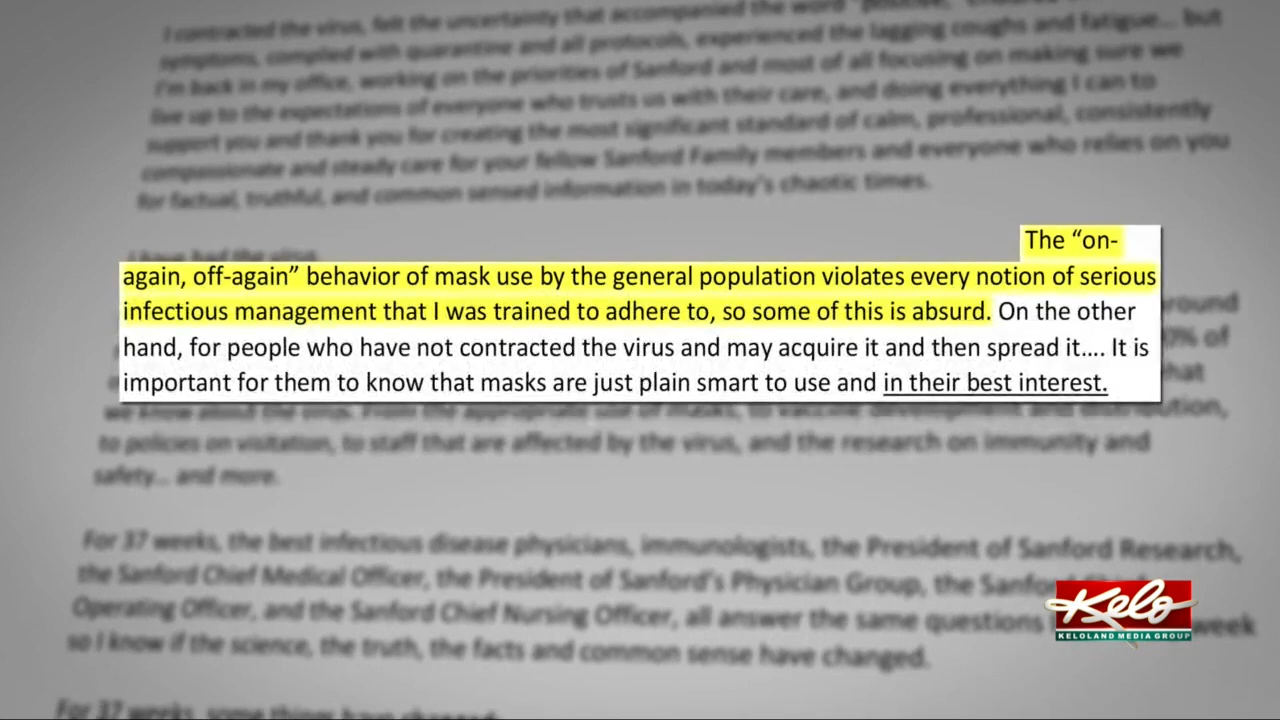 I contracted the virus, felt the uncertainty that accompanied the word "positive,"
symptoms, complied with quarantine and all protocols, experienced the lagging coughs and fatigue... but
I'm back in my office, working on the priorities of Sanford and most of all focusing on making sure we
live up to the expectations of everyone who trusts us with their care, and doing everything I can to
support you and thank you for creating the most significant standard of calm, professional, consistently
compassionate and steady care for your fellow Sanford Family members and everyone who relies on you
for factual, truthful, and common sensed information in today's chaotic times.
I have had the virus.
The “on-
again, off-again” behavior of mask use by the general population violates every notion of serious
infectious management that I was trained to adhere to, so some of this is absurd. On the other
hand, for people who have not contracted the virus and may acquire it and then spread it…. It is
important for them to know that masks are just plain smart to use and in their best interest.
we know about the virus. From the appropriate use of masks, to vaccine development and distribution,
to policies on visitation, to staff that are affected by the virus, and the research on immunity and
safety... and more.
For 37 weeks, the best infectious disease physicians, immunologists, the President of Sanford Research,
the Sanford Chief Medical Officer, the President of Sanford's Physician Group, the Sanford
Operating Officer, and the Sanford Chief Nursing Officer, all answer the same questions week
so I know if the science, the truth, the facts and common sense have changed.
For 37 weeks, some things have changed
Kelo
KELOLAND MEDIA GROUP